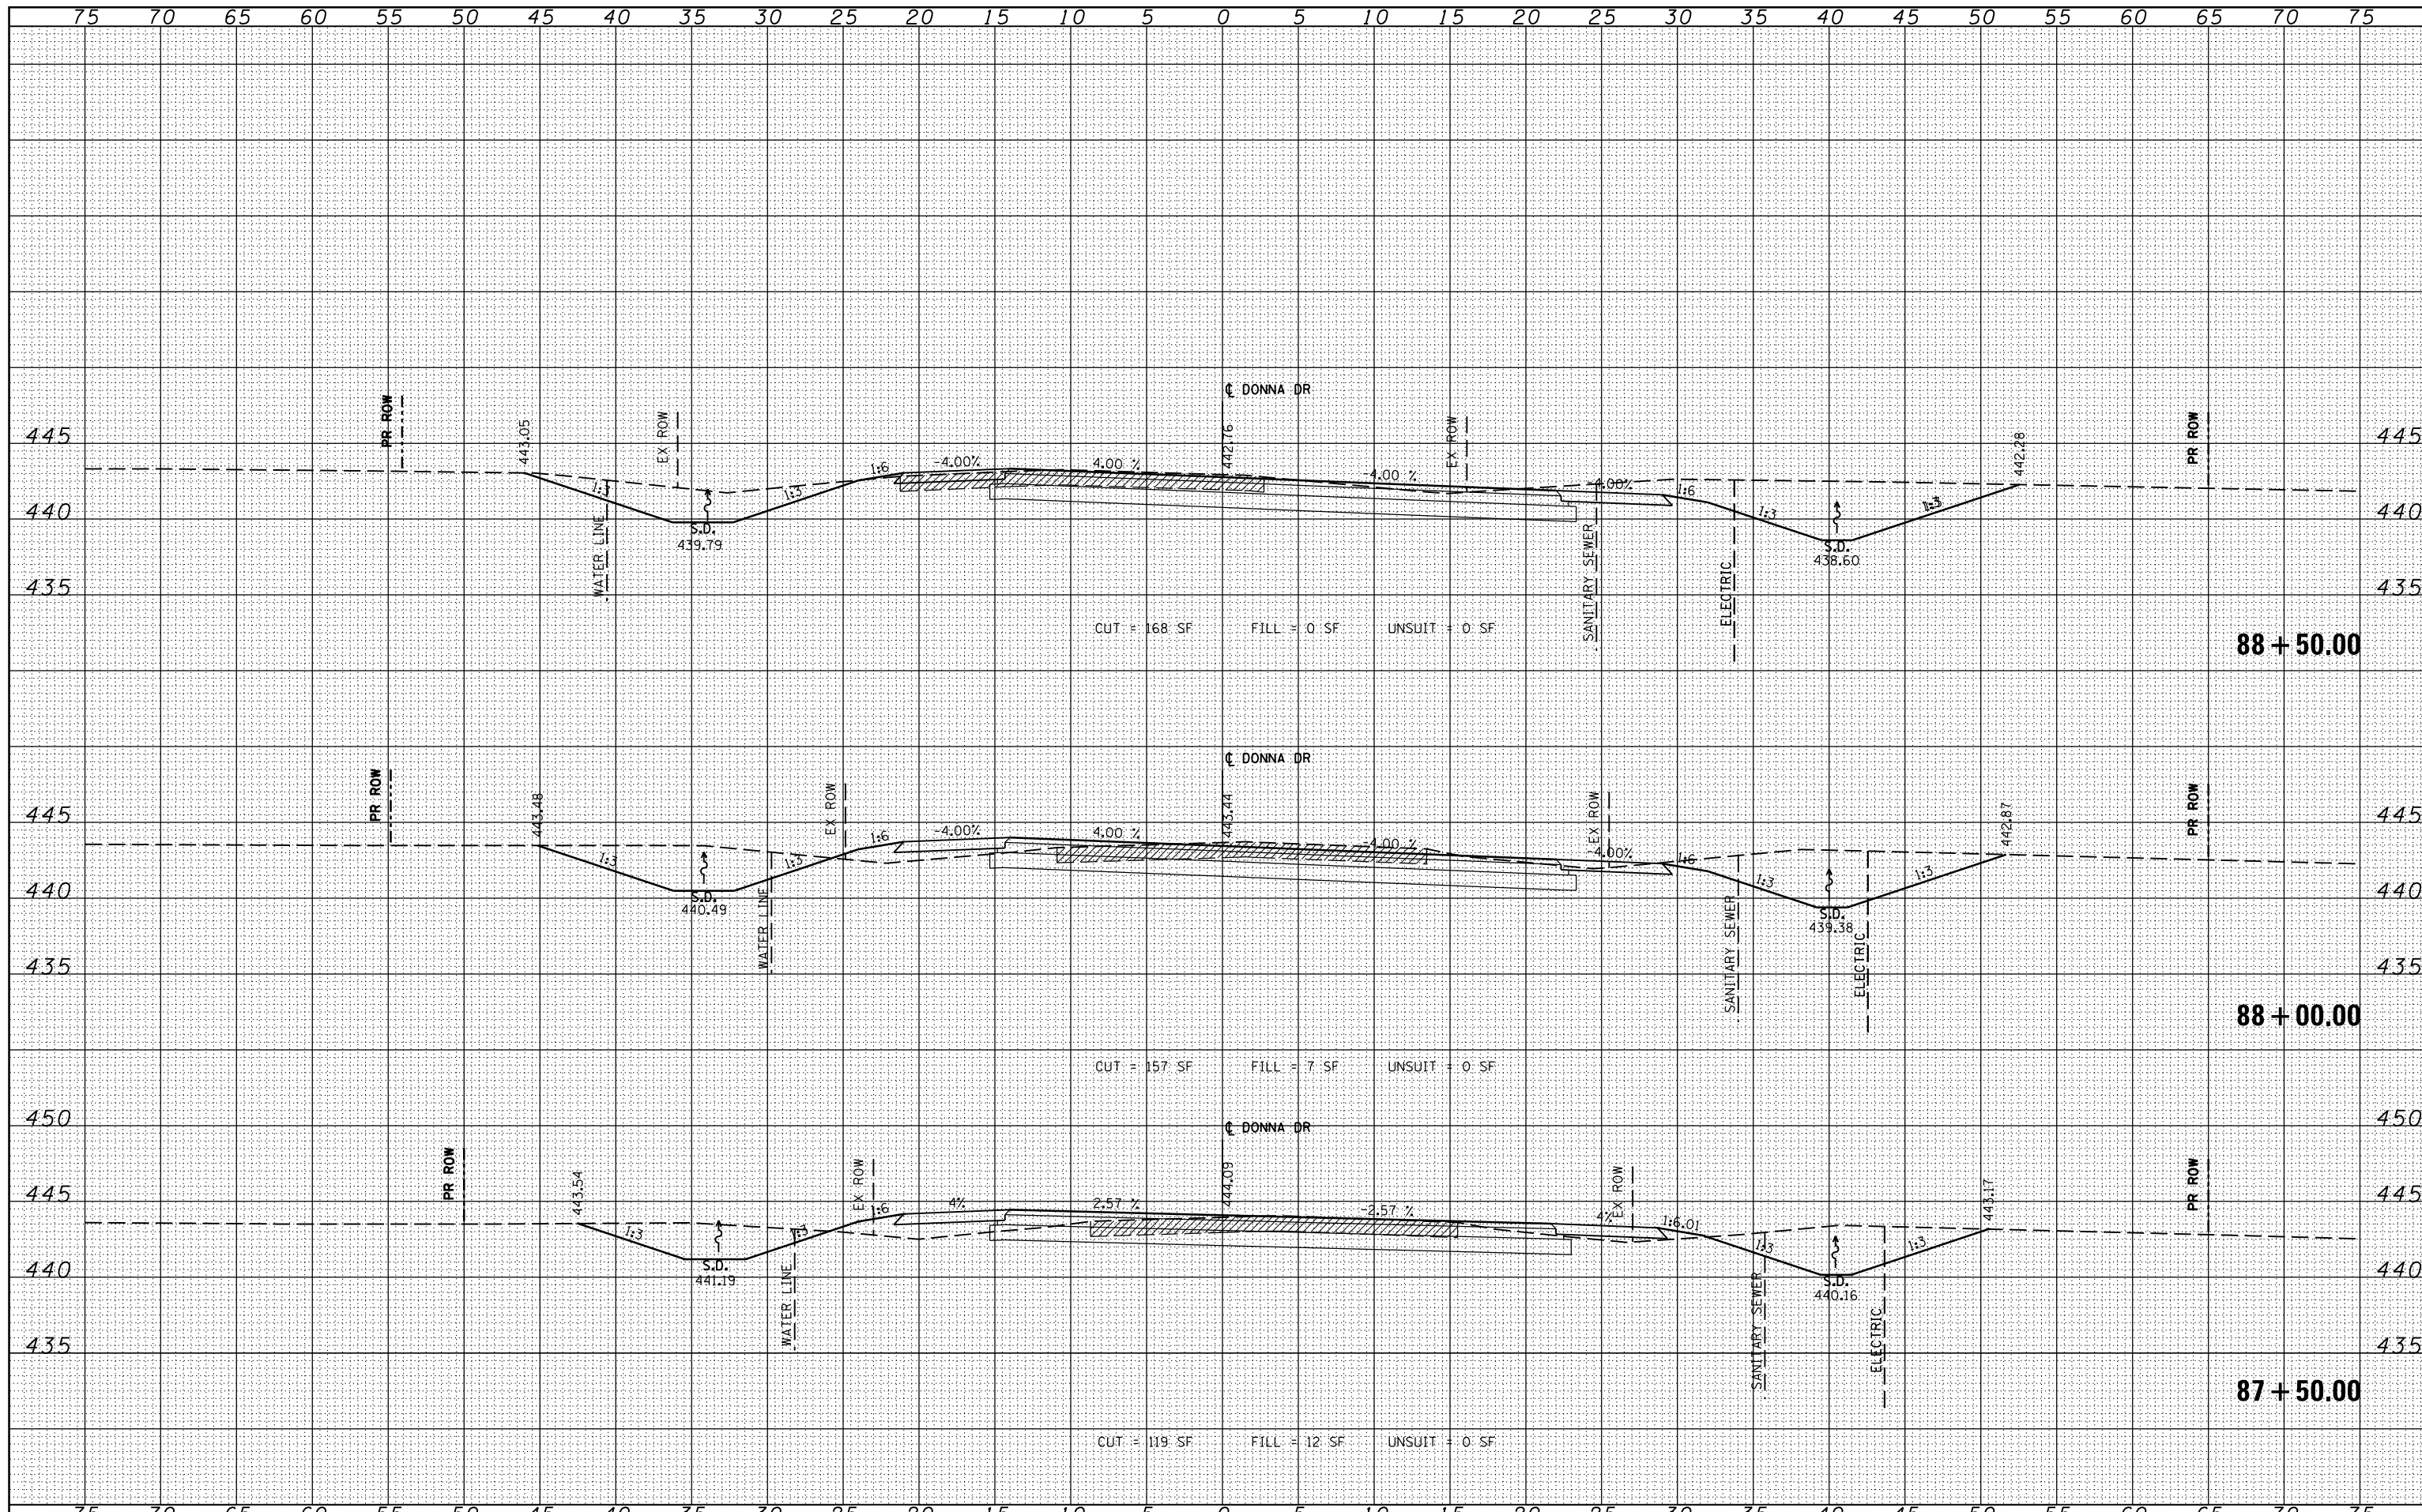 75 70 65 60 55 50 45 40 35 30 25 20 15 10 5 0 5 10 15 20 25 30 35 40 45 50 55 60 65 70 75
℄ DONNA DR
PR ROW
443.05
EX ROW
442.76
EX ROW
442.28
PR ROW
445 445
1:3 1:3 1:6 -4.00% 4.00 % -4.00 % -4.00% 1:6 1:3 1:3
440 440
WATER LINE
S.D.
439.79
SANITARY SEWER
ELECTRIC
S.D.
438.60
435 435
CUT = 168 SF FILL = 0 SF UNSUIT = 0 SF
88+50.00
℄ DONNA DR
PR ROW
443.48
EX ROW
443.44
EX ROW
442.87
PR ROW
445 445
1:3 1:3 1:6 -4.00% 4.00 % -4.00 % -4.00% 1:6 1:3 1:3
440 440
S.D.
440.49
WATER LINE
SANITARY SEWER
S.D.
439.38
ELECTRIC
435 435
88+00.00
CUT = 157 SF FILL = 7 SF UNSUIT = 0 SF
450 450
℄ DONNA DR
PR ROW
443.54
EX ROW
444.09
EX ROW
443.17
PR ROW
445 445
1:3 1:3 1:6 4% 2.57 % -2.57 % 4% 1:6.01 1:3 1:3
440 440
S.D.
441.19
WATER LINE
SANITARY SEWER
S.D.
440.16
ELECTRIC
435 435
87+50.00
CUT = 119 SF FILL = 12 SF UNSUIT = 0 SF
75 70 65 60 55 50 45 40 35 30 25 20 15 10 5 0 5 10 15 20 25 30 35 40 45 50 55 60 65 70 75